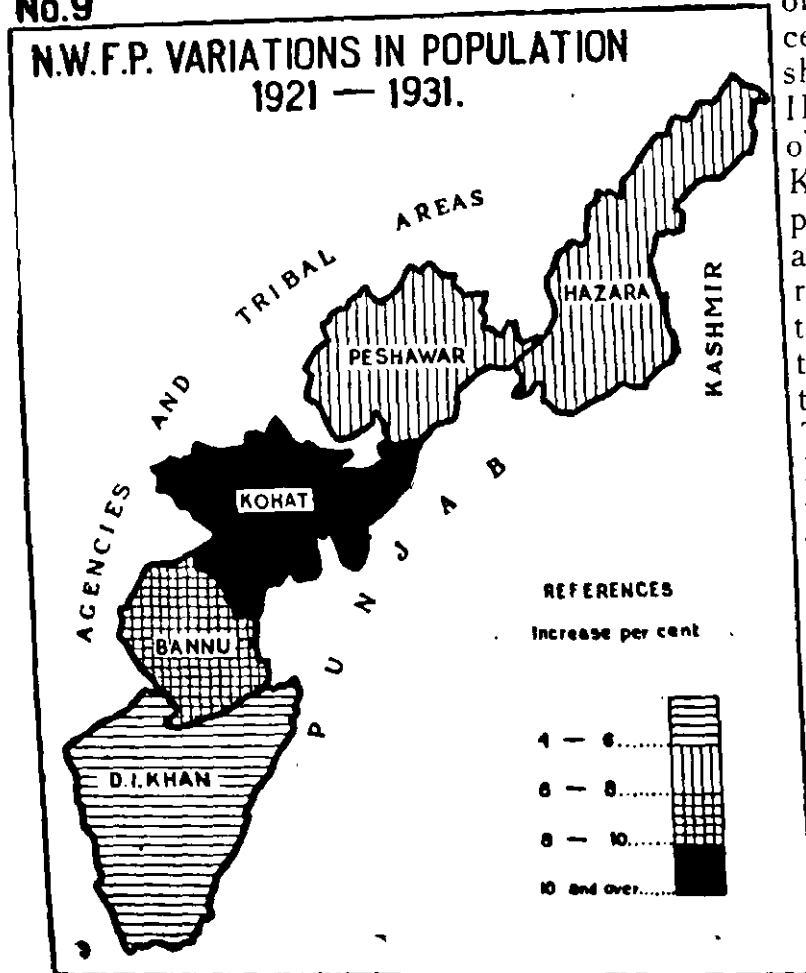 No.9
N.W.F.P. VARIATIONS IN POPULATION
1921 — 1931.
AGENCIES AND TRIBAL AREAS
HAZARA
KASHMIR
PESHAWAR
KOHAT
PUNJAB
BANNU
D.I.KHAN
REFERENCES
Increase per cent
4 — 6........
6 — 8........
8 — 10.......
10 and over......